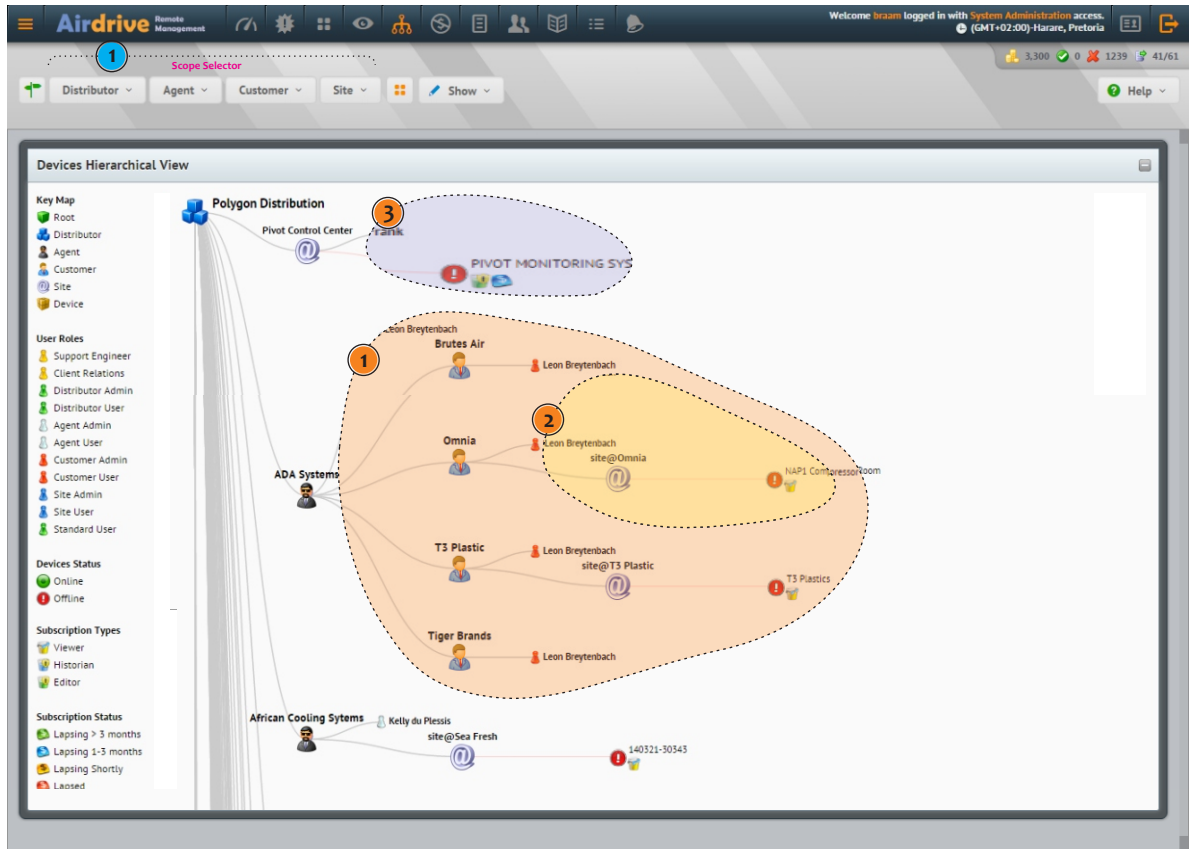 Airdrive Remote Management
Welcome braam logged in with System Administration access.
(GMT+02:00)-Harare, Pretoria
3,300 0 1239 41/61
1
Scope Selector
Distributor Agent Customer Site Show Help
Devices Hierarchical View
Key Map
Root
Distributor
Agent
Customer
Site
Device
User Roles
Support Engineer
Client Relations
Distributor Admin
Distributor User
Agent Admin
Agent User
Customer Admin
Customer User
Site Admin
Site User
Standard User
Devices Status
Online
Offline
Subscription Types
Viewer
Historian
Editor
Subscription Status
Lapsing > 3 months
Lapsing 1-3 months
Lapsing Shortly
Lapsed
Polygon Distribution
Pivot Control Center
3
rank
PIVOT MONITORING SYS
Leon Breytenbach
1
Brutes Air
Leon Breytenbach
2
Omnia
Leon Breytenbach
site@Omnia
NAP1 CompressorRoom
ADA Systems
T3 Plastic
Leon Breytenbach
site@T3 Plastic
T3 Plastics
Tiger Brands
Leon Breytenbach
African Cooling Sytems
Kelly du Plessis
site@Sea Fresh
140321-30343